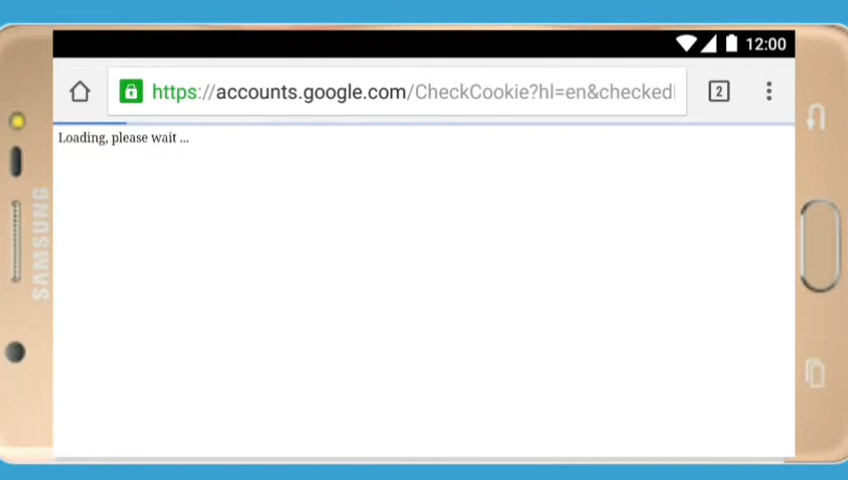 12:00
https://accounts.google.com/CheckCookie?hl=en&checked
2
Loading, please wait ...
SAMSUNG